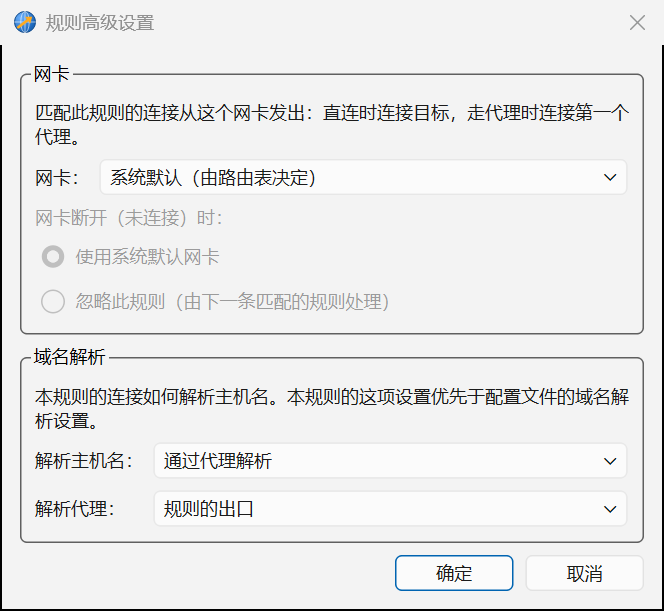 规则高级设置
网卡
匹配此规则的连接从这个网卡发出：直连时连接目标，走代理时连接第一个
代理。
网卡： 系统默认（由路由表决定）
网卡断开（未连接）时：
使用系统默认网卡
忽略此规则（由下一条匹配的规则处理）
域名解析
本规则的连接如何解析主机名。本规则的这项设置优先于配置文件的域名解
析设置。
解析主机名： 通过代理解析
解析代理： 规则的出口
确定 取消